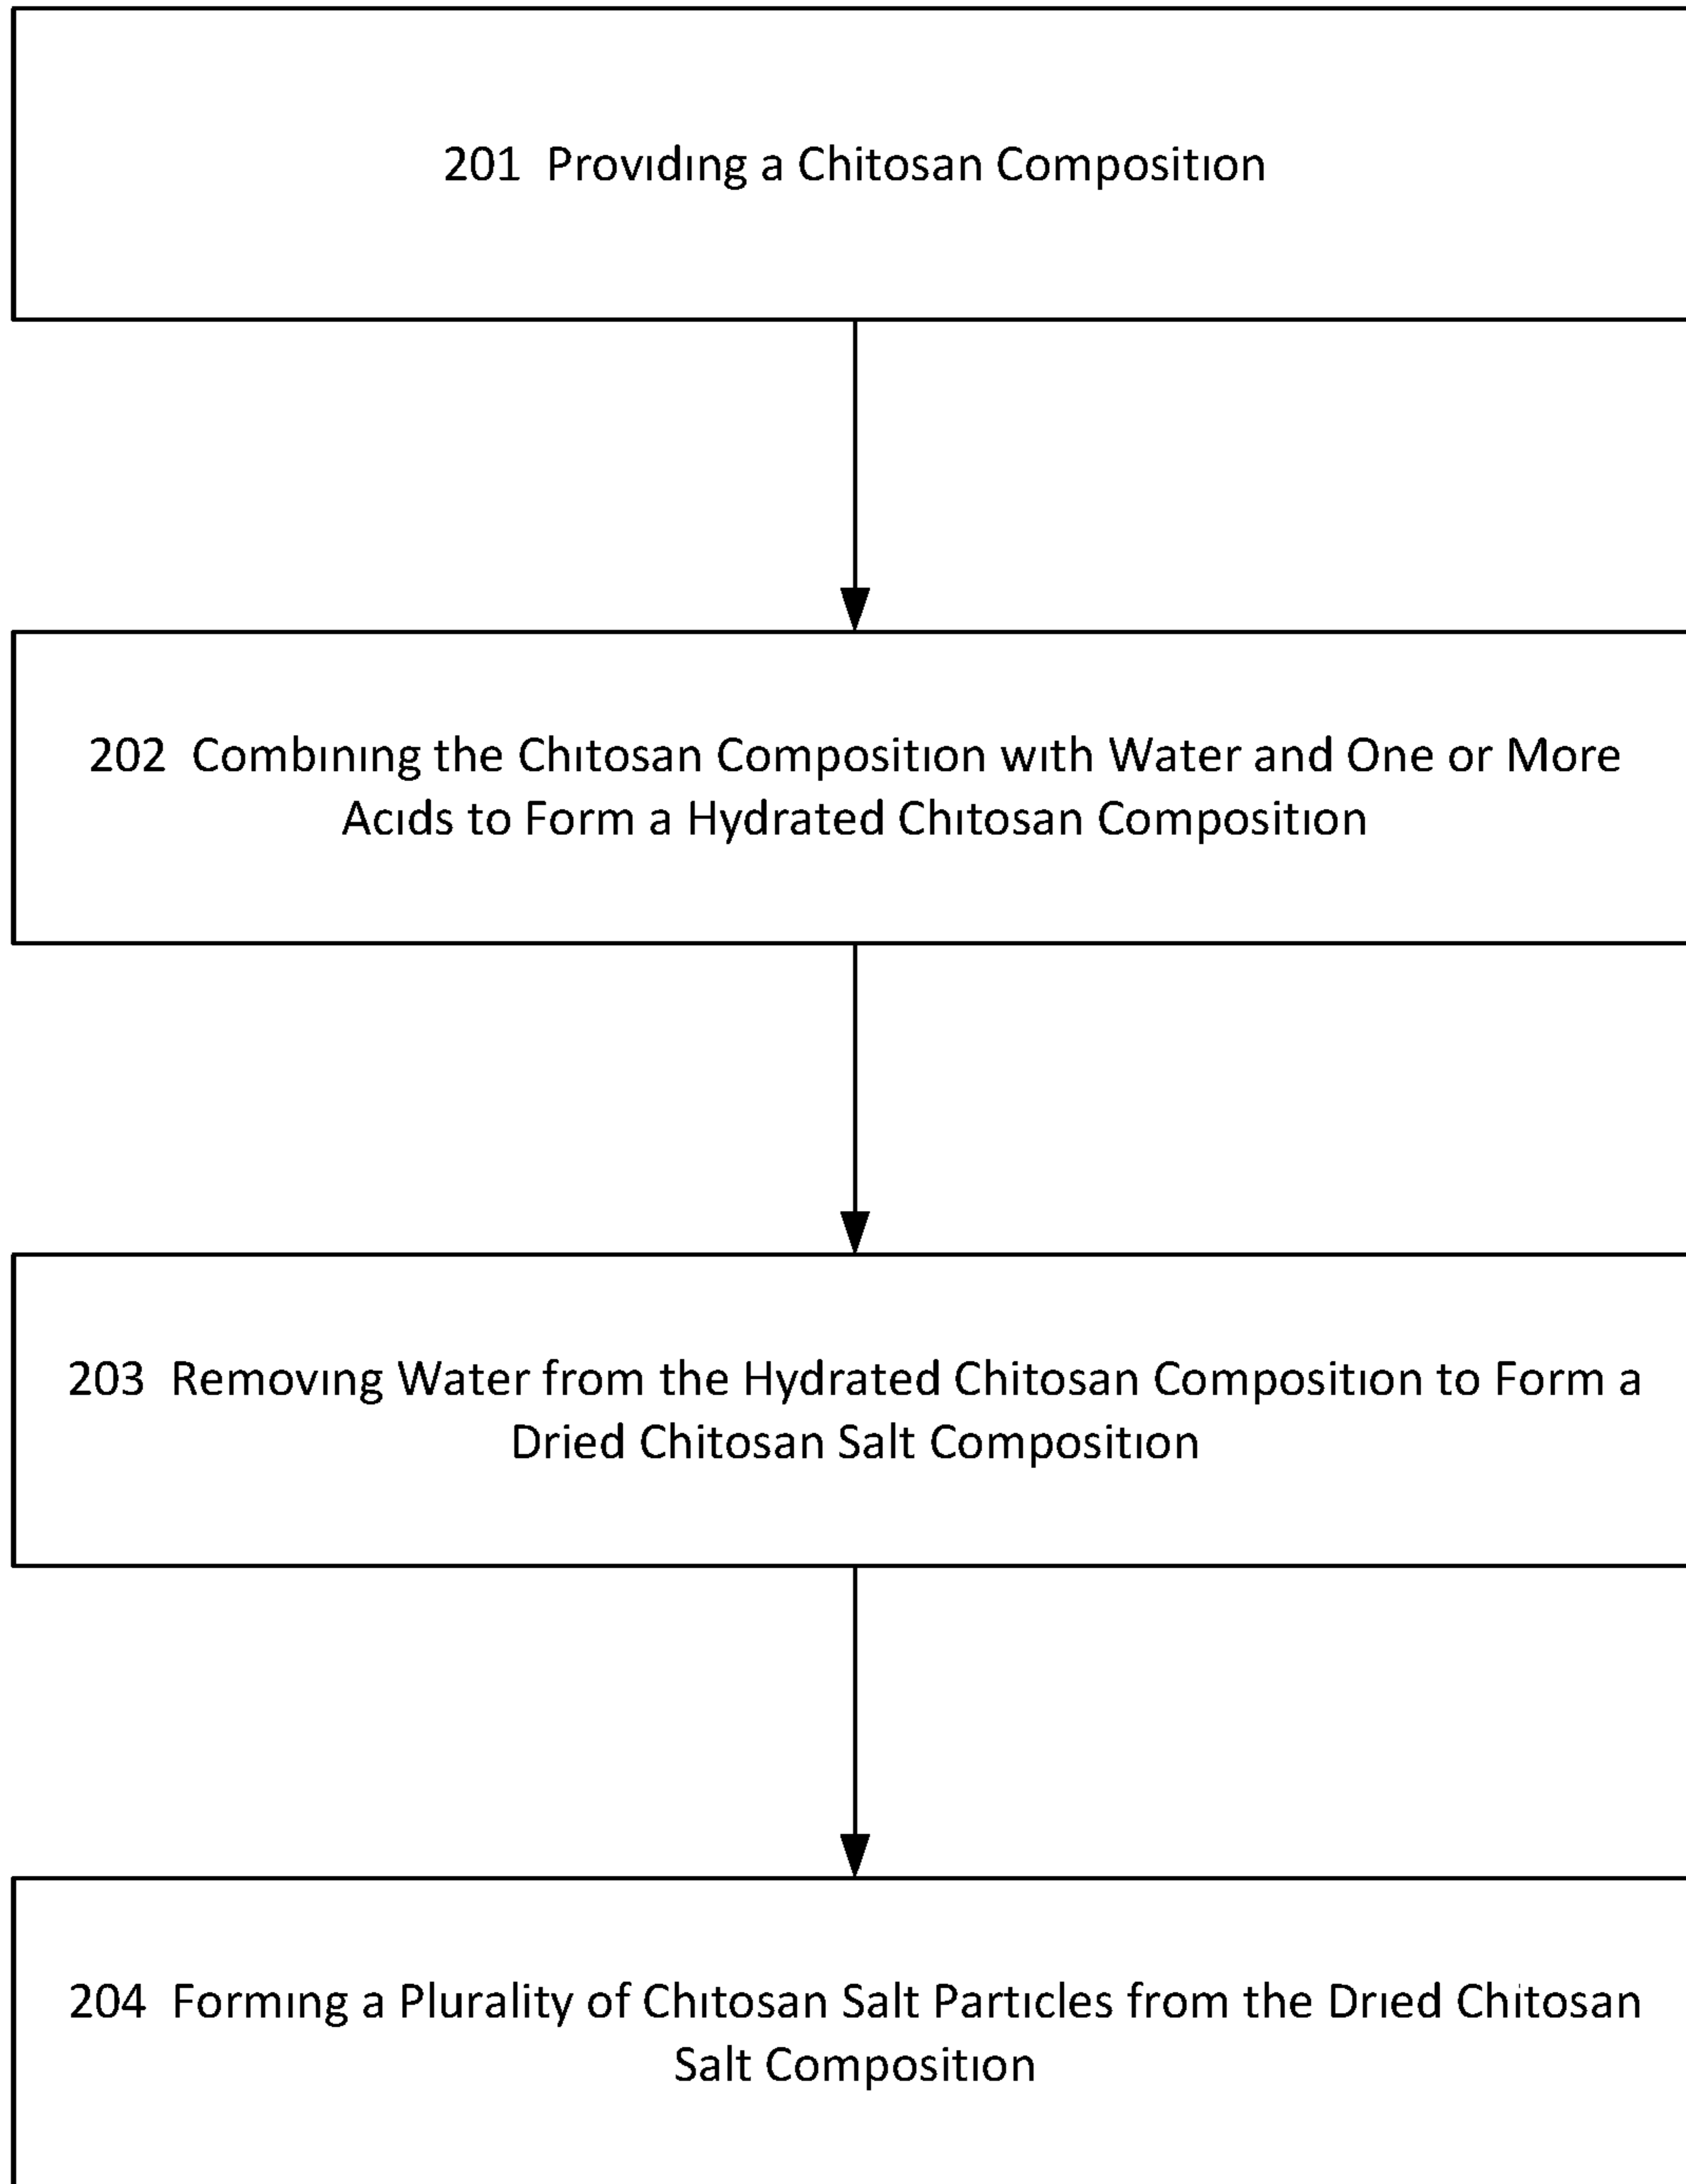 201 Providing a Chitosan Composition
202 Combining the Chitosan Composition with Water and One or More
Acids to Form a Hydrated Chitosan Composition
203 Removing Water from the Hydrated Chitosan Composition to Form a
Dried Chitosan Salt Composition
204 Forming a Plurality of Chitosan Salt Particles from the Dried Chitosan
Salt Composition